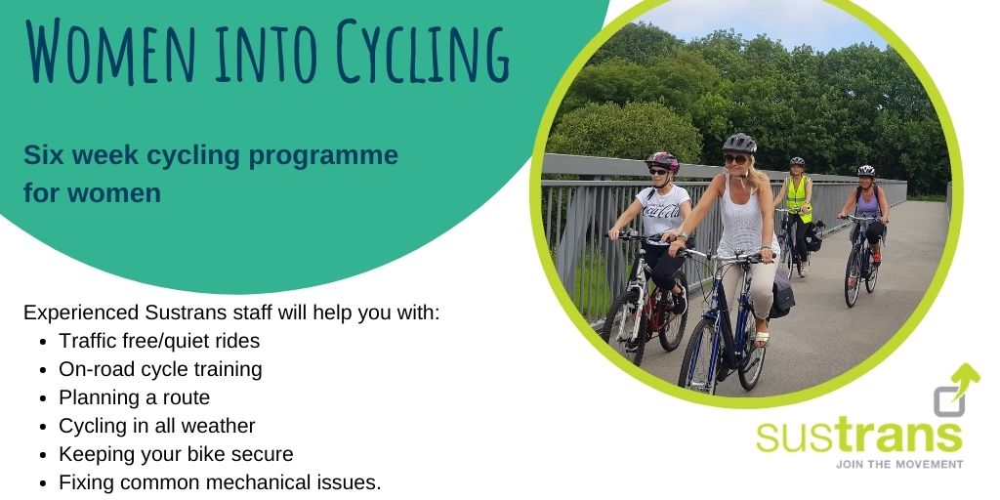 Women into Cycling
Six week cycling programme
for women
Experienced Sustrans staff will help you with:
• Traffic free/quiet rides
• On-road cycle training
• Planning a route
• Cycling in all weather
• Keeping your bike secure
• Fixing common mechanical issues.
Coca-Cola
sustrans
JOIN THE MOVEMENT